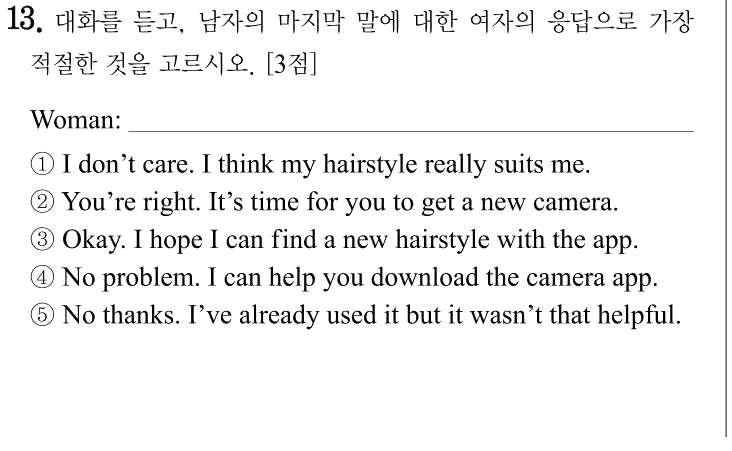 13. 대화를 듣고, 남자의 마지막 말에 대한 여자의 응답으로 가장
적절한 것을 고르시오. [3점]
Woman:
① I don't care. I think my hairstyle really suits me.
② You're right. It's time for you to get a new camera.
③ Okay. I hope I can find a new hairstyle with the app.
④ No problem. I can help you download the camera app.
⑤ No thanks. I've already used it but it wasn't that helpful.